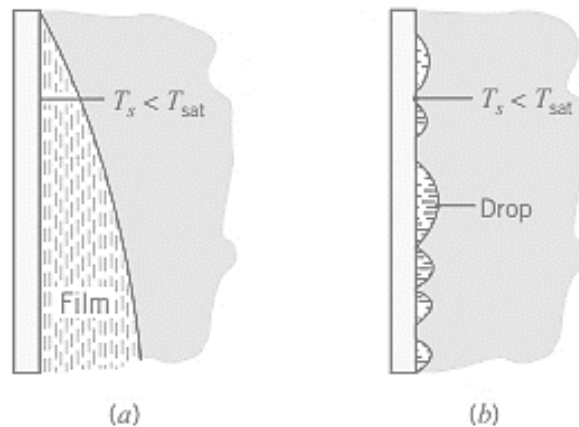 T_s < T_sat
Film
(a)
T_s < T_sat
Drop
(b)